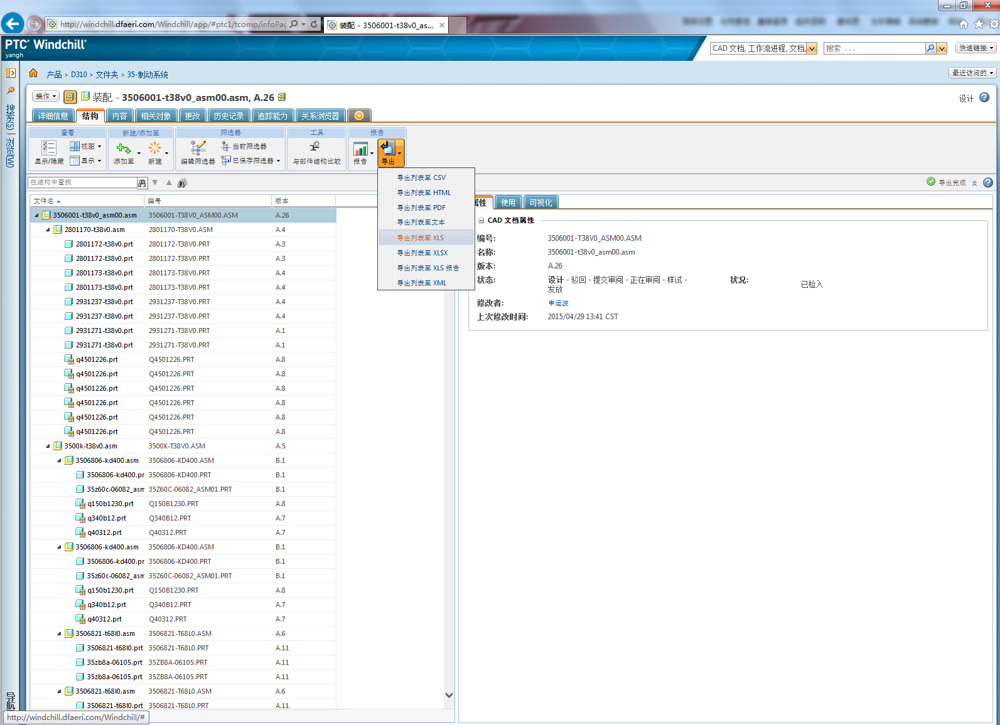 http://windchill.dfaeri.com/Windchill/app/#ptc1/tcomp/infoPag
装配 - 3506001-t38v0_as...
PTC® Windchill®
yangh
CAD 文档, 工作流进程, 文档,
搜索 ...
快速链接
产品 > D310 > 文件夹 > 35-制动系统
最近访问的
搜索(S) | 浏览(W)
导航
操作
装配 - 3506001-t38v0_asm00.asm, A.26
设计
详细信息 结构 内容 相关对象 更改 历史记录 追踪能力 关系浏览器
查看 新建/添加至 筛选器 工具 报告
显示/隐藏 视图 显示 添加至 新建 编辑筛选器 当前筛选器 已保存筛选器 与部件结构比较 报告 导出
在结构中查找
导出完成
导出列表至 CSV
导出列表至 HTML
导出列表至 PDF
导出列表至文本
导出列表至 XLS
导出列表至 XLSX
导出列表至 XLS 报告
导出列表至 XML
文件名 编号 版本
3506001-t38v0_asm00.asm 3506001-T38V0_ASM00.ASM A.26
2801170-t38v0.asm 2801170-T38V0.ASM A.4
2801172-t38v0.prt 2801172-T38V0.PRT A.3
2801172-t38v0.prt 2801172-T38V0.PRT A.3
2801173-t38v0.prt 2801173-T38V0.PRT A.4
2801173-t38v0.prt 2801173-T38V0.PRT A.4
2931237-t38v0.prt 2931237-T38V0.PRT A.4
2931237-t38v0.prt 2931237-T38V0.PRT A.4
2931271-t38v0.prt 2931271-T38V0.PRT A.1
2931271-t38v0.prt 2931271-T38V0.PRT A.1
q4501226.prt Q4501226.PRT A.8
q4501226.prt Q4501226.PRT A.8
q4501226.prt Q4501226.PRT A.8
q4501226.prt Q4501226.PRT A.8
q4501226.prt Q4501226.PRT A.8
q4501226.prt Q4501226.PRT A.8
3500k-t38v0.asm 3500K-T38V0.ASM A.5
3506806-kd400.asm 3506806-KD400.ASM B.1
3506806-kd400.pr 3506806-KD400.PRT B.1
35z60c-06082_asm 35Z60C-06082_ASM01.PRT B.1
q150b1230.prt Q150B1230.PRT A.8
q340b12.prt Q340B12.PRT A.7
q40312.prt Q40312.PRT A.7
3506806-kd400.asm 3506806-KD400.ASM B.1
3506806-kd400.pr 3506806-KD400.PRT B.1
35z60c-06082_asm 35Z60C-06082_ASM01.PRT B.1
q150b1230.prt Q150B1230.PRT A.8
q340b12.prt Q340B12.PRT A.7
q40312.prt Q40312.PRT A.7
3506821-t68l0.asm 3506821-T68L0.ASM A.6
3506821-t68l0.prt 3506821-T68L0.PRT A.11
35zb8a-06105.prt 35ZB8A-06105.PRT A.11
35zb8a-06105.prt 35ZB8A-06105.PRT A.11
3506821-t68l0.asm 3506821-T68L0.ASM A.6
3506821-t68l0.prt 3506821-T68L0.PRT A.11
属性 使用 可视化
CAD 文档属性
编号: 3506001-T38V0_ASM00.ASM
名称: 3506001-t38v0_asm00.asm
版本: A.26
状态: 设计 - 驳回 - 提交审阅 - 正在审阅 - 样试 -
发放
状况: 已检入
修改者: 申运波
上次修改时间: 2015/04/29 13:41 CST
http://windchill.dfaeri.com/Windchill/#